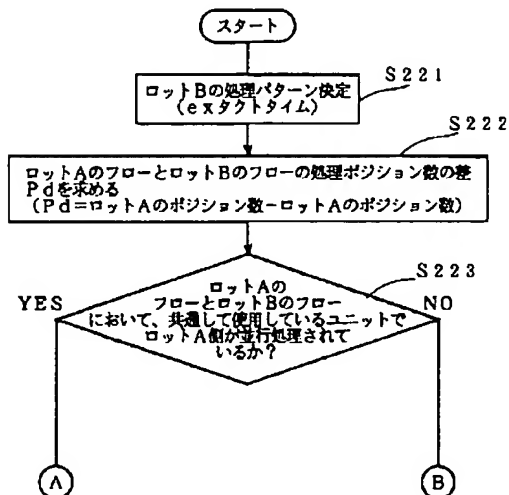 スタート
S221
ロットBの処理パターン決定
(exタクトタイム)
S222
ロットAのフローとロットBのフローの処理ポジション数の差
Pdを求める
(Pd=ロットAのポジション数-ロットAのポジション数)
S223
ロットAの
フローとロットBのフロー
において、共通して使用しているユニットで
ロットA側が並行処理されて
いるか?
YES
NO
A
B